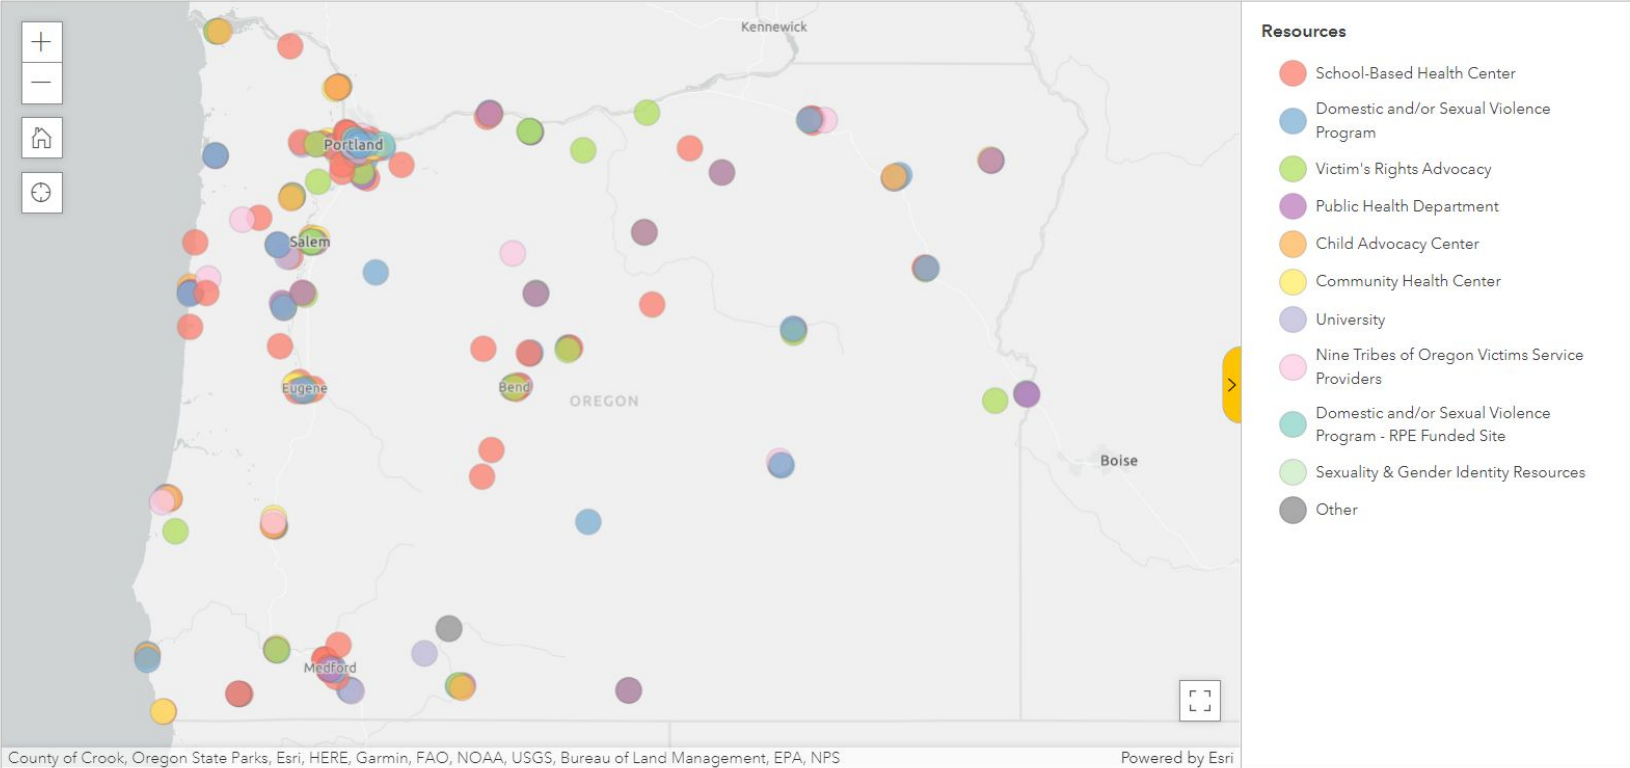 Kennewick
Portland
Salem
Eugene
Bend
OREGON
Boise
Medford
County of Crook, Oregon State Parks, Esri, HERE, Garmin, FAO, NOAA, USGS, Bureau of Land Management, EPA, NPS
Powered by Esri
Resources
School-Based Health Center
Domestic and/or Sexual Violence
Program
Victim's Rights Advocacy
Public Health Department
Child Advocacy Center
Community Health Center
University
Nine Tribes of Oregon Victims Service
Providers
Domestic and/or Sexual Violence
Program - RPE Funded Site
Sexuality & Gender Identity Resources
Other